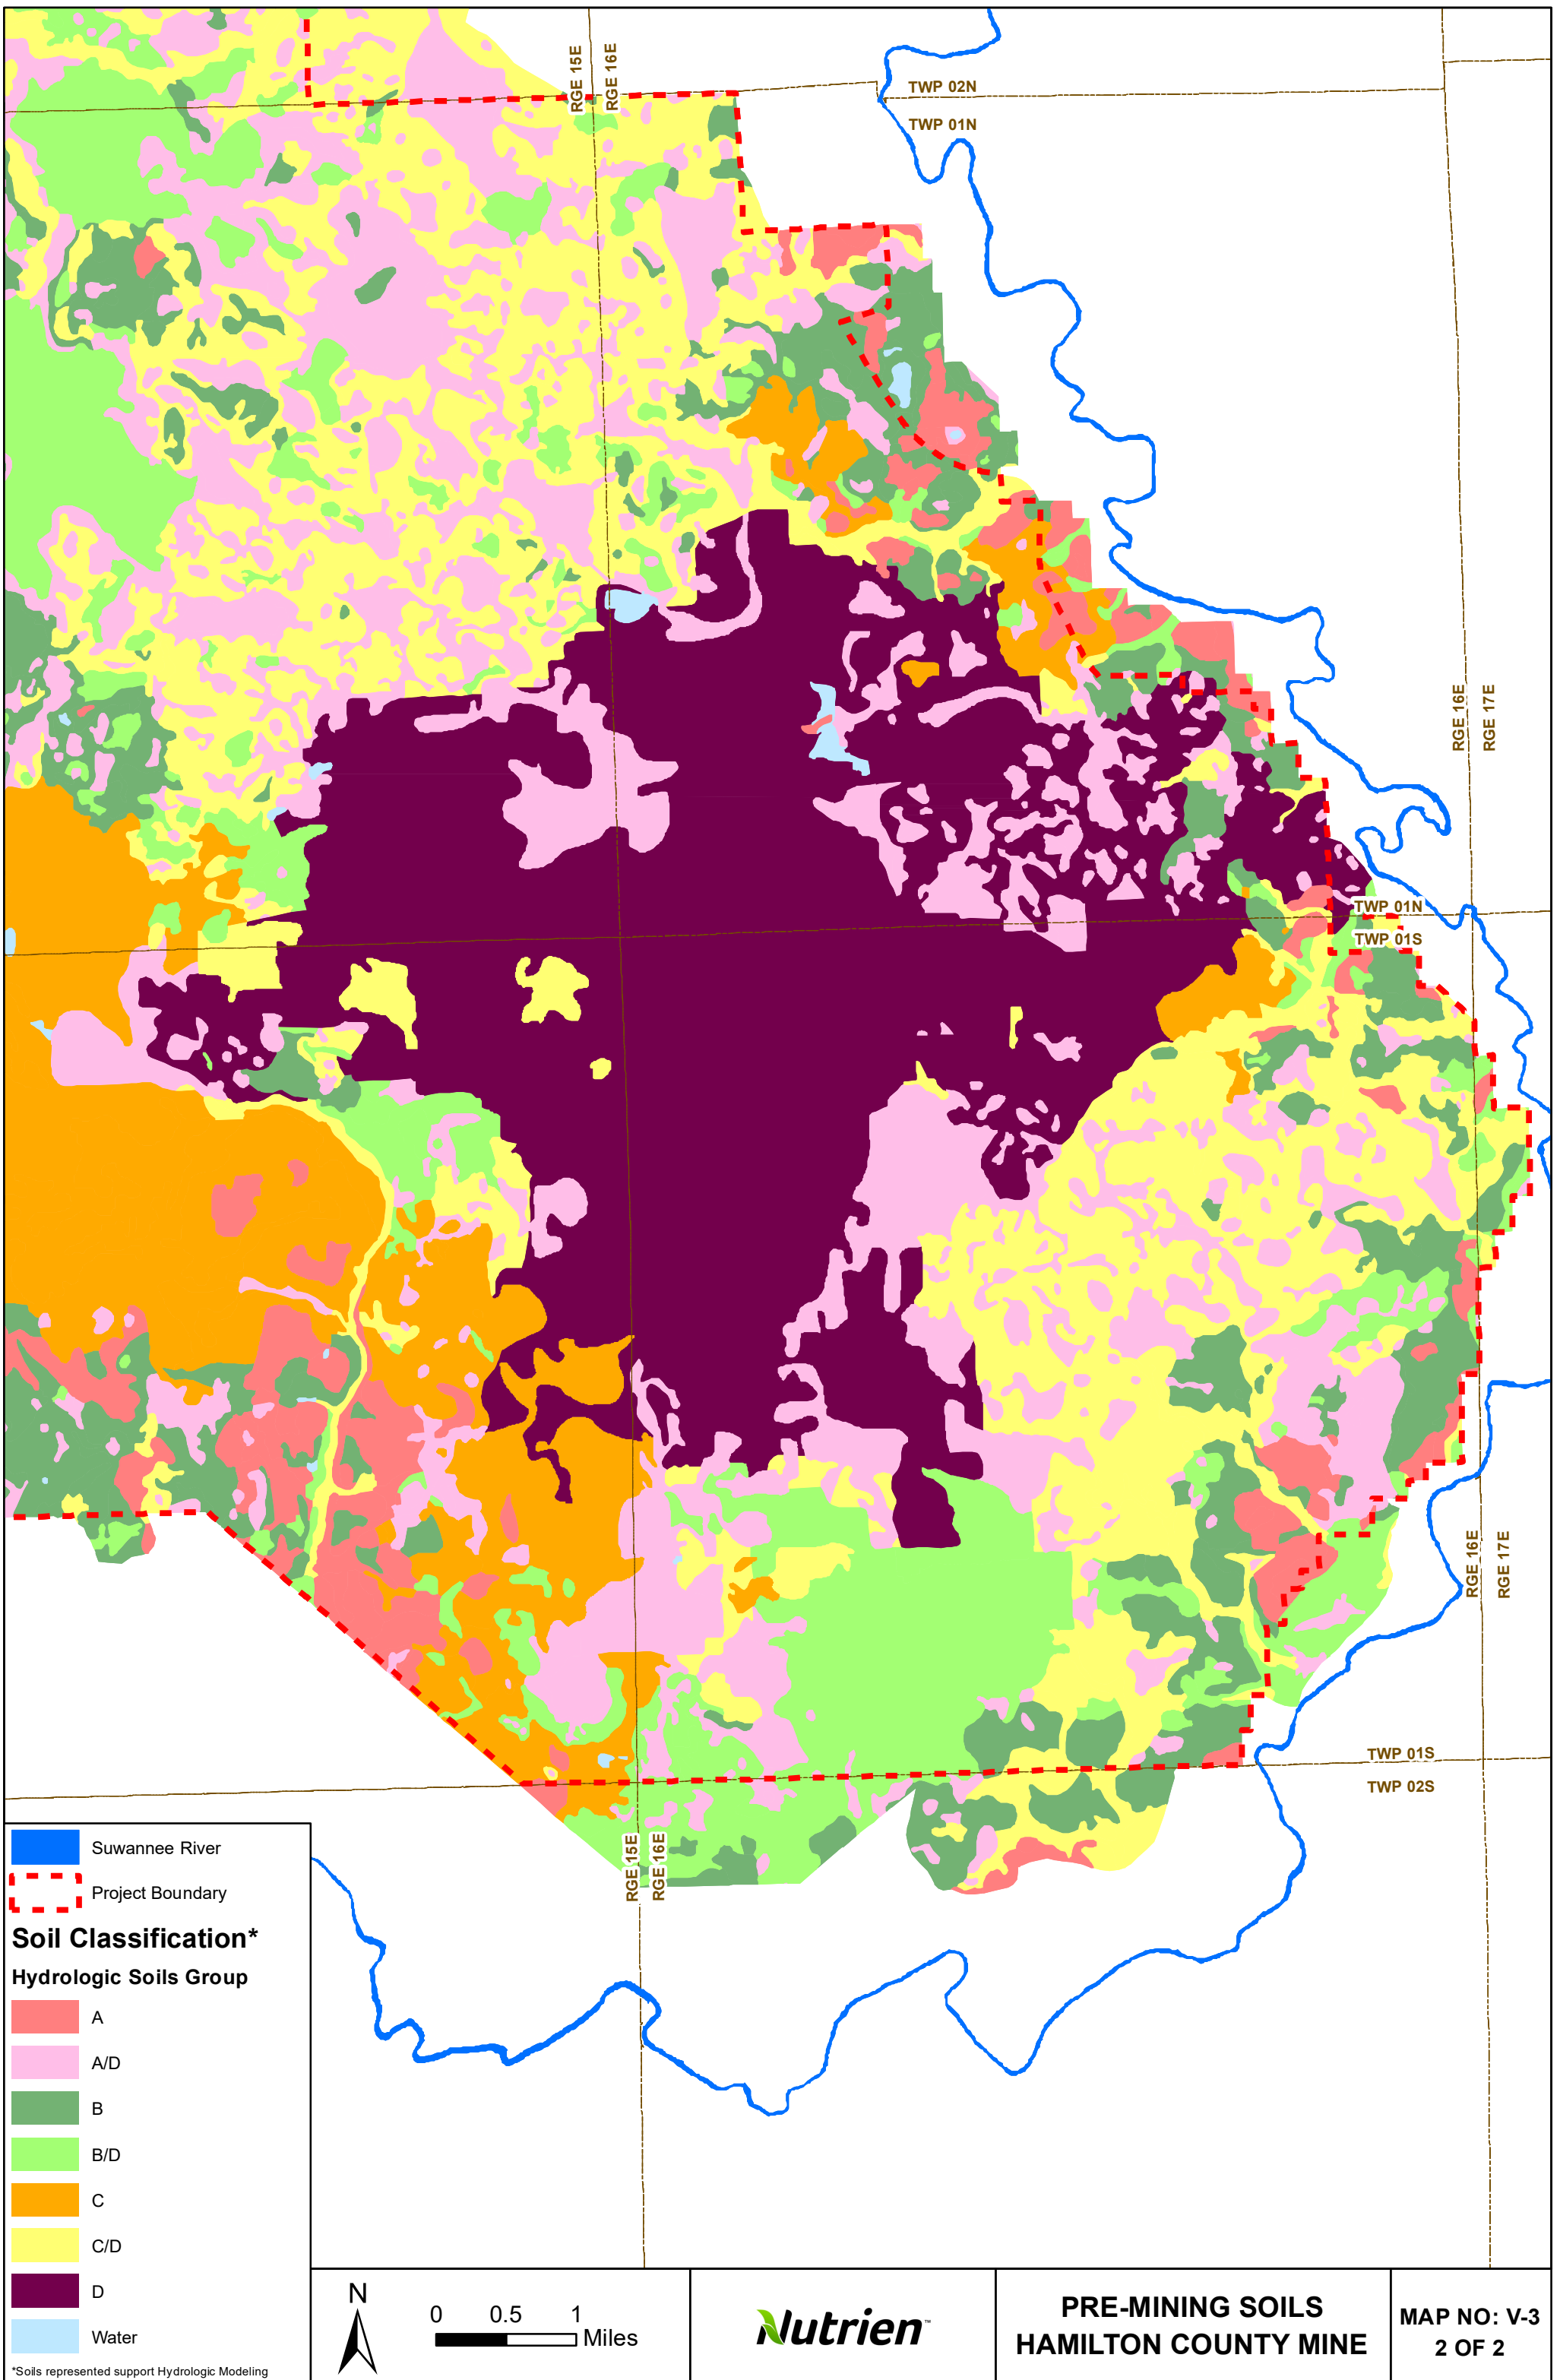 RGE 15E
RGE 16E
TWP 02N
TWP 01N
RGE 16E
RGE 17E
TWP 01N
TWP 01S
RGE 16E
RGE 17E
TWP 01S
TWP 02S
RGE 15E
RGE 16E
Suwannee River
Project Boundary
Soil Classification*
Hydrologic Soils Group
A
A/D
B
B/D
C
C/D
D
Water
*Soils represented support Hydrologic Modeling
N
0 0.5 1
Miles
Nutrien™
PRE-MINING SOILS
HAMILTON COUNTY MINE
MAP NO: V-3
2 OF 2